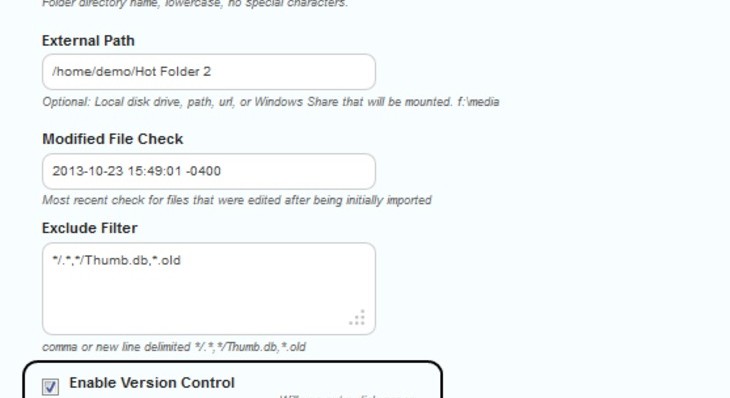 Folder directory name, lowercase, no special characters.
External Path
/home/demo/Hot Folder 2
Optional: Local disk drive, path, url, or Windows Share that will be mounted. f:\media
Modified File Check
2013-10-23 15:49:01 -0400
Most recent check for files that were edited after being initially imported
Exclude Filter
*/.*,*/Thumb.db,*.old
comma or new line delimited */.*,*/Thumb.db,*.old
Enable Version Control